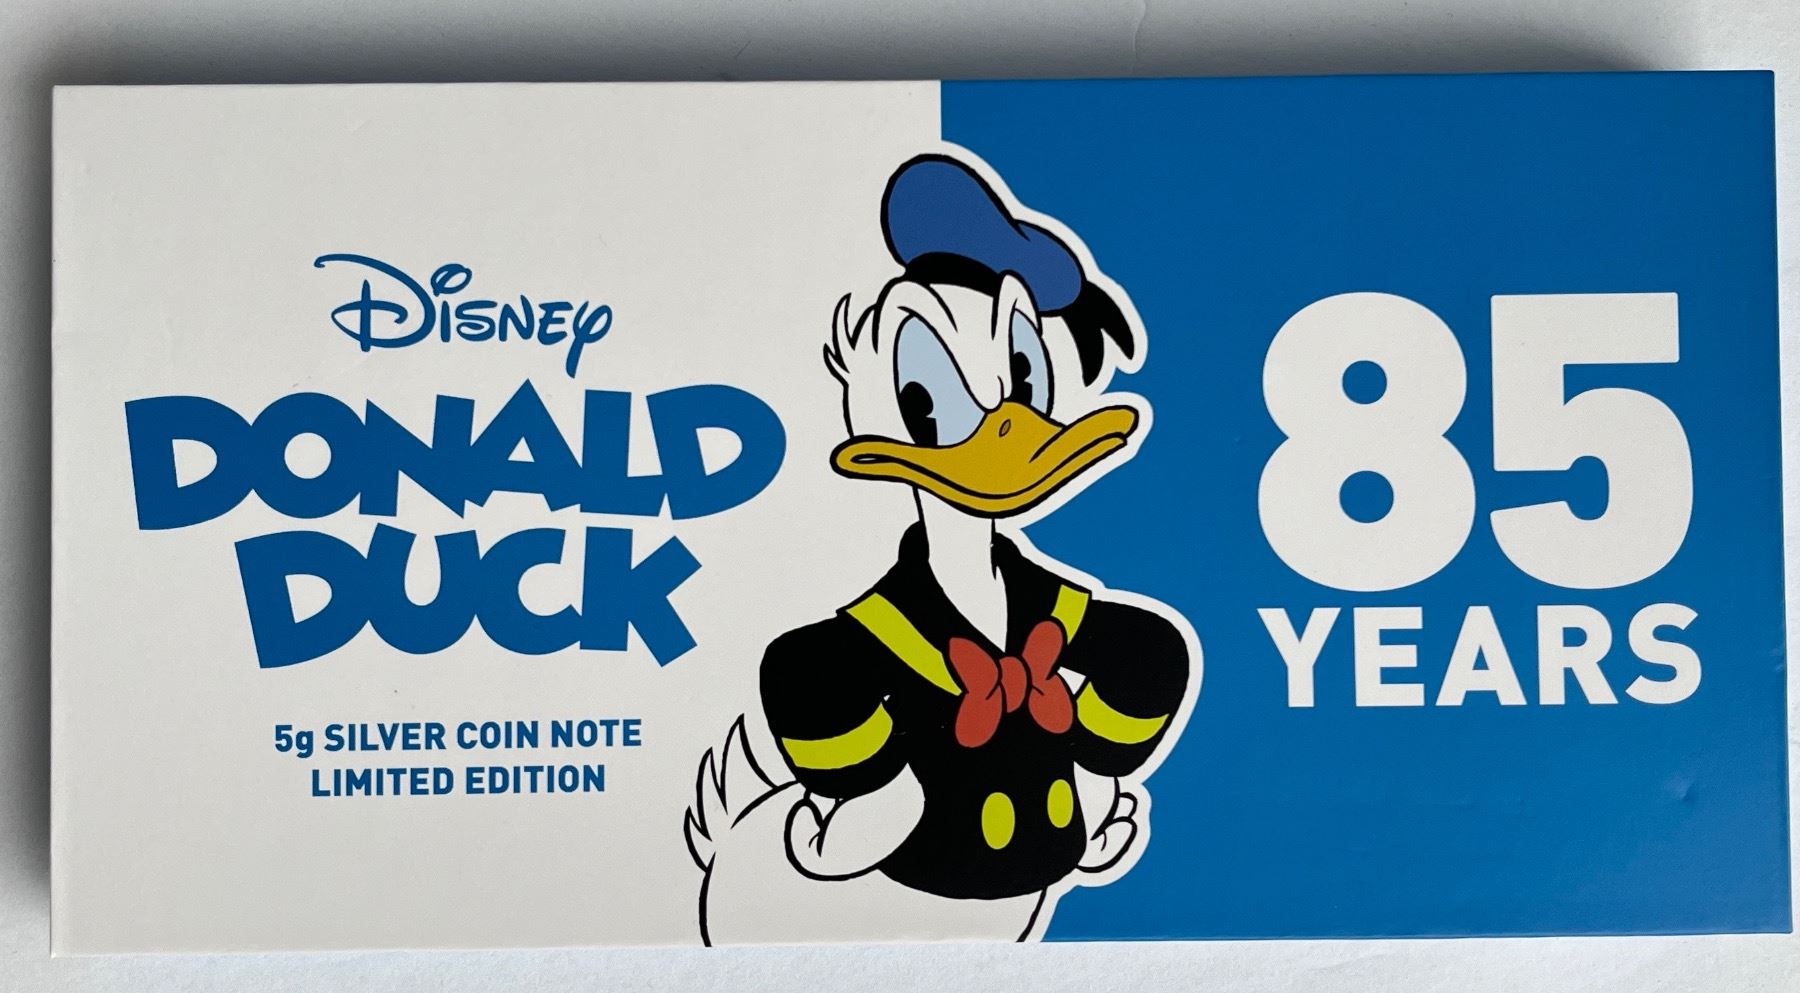 Disney
DONALD
DUCK
5g SILVER COIN NOTE
LIMITED EDITION
85
YEARS